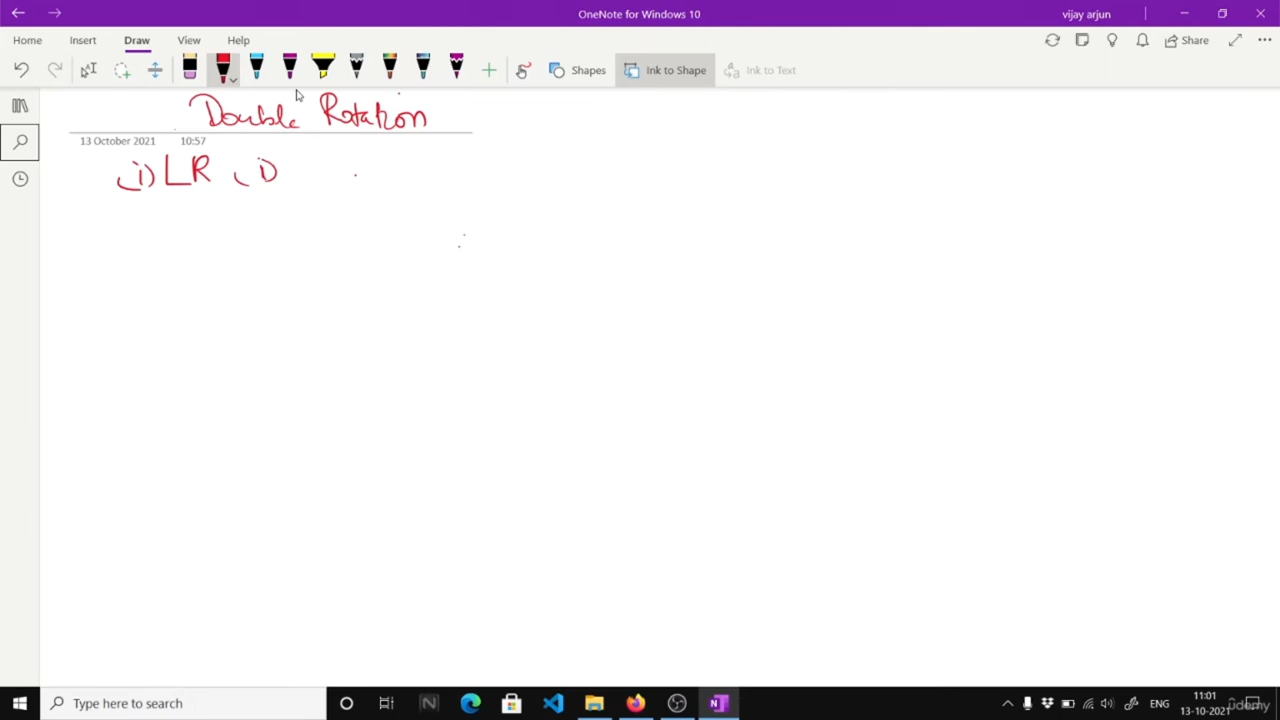 OneNote for Windows 10
vijay arjun
Home Insert Draw View Help
Share
Shapes
Ink to Shape
Ink to Text
Double Rotation
13 October 2021 10:57
(i) LR (i)
Type here to search
ENG
11:01
13-10-2021
udemy